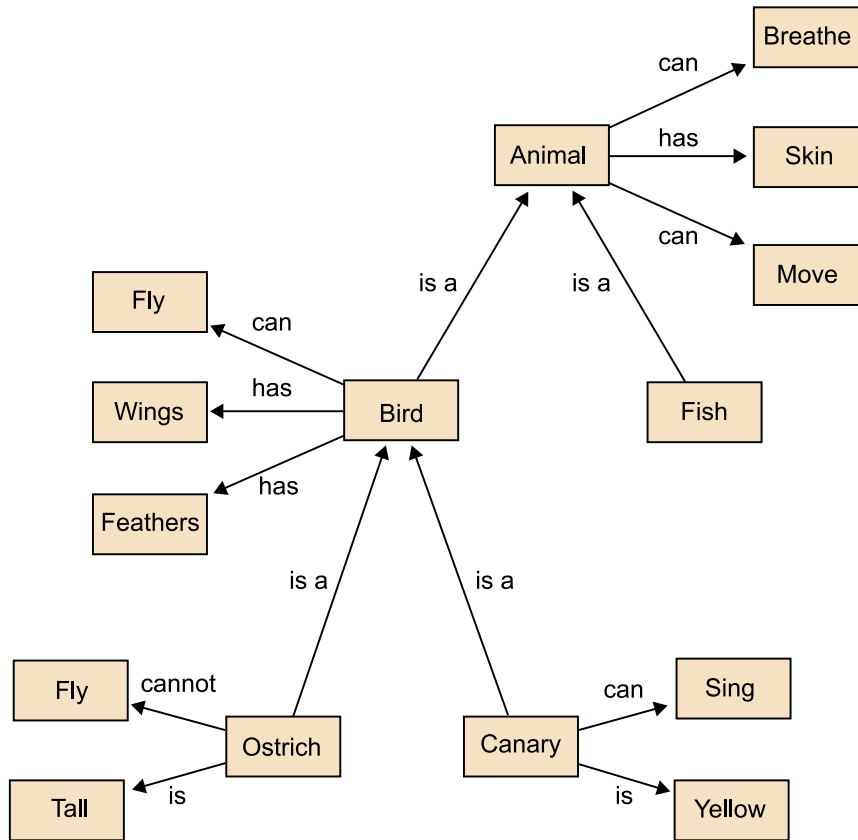 Breathe
can
Animal
has
Skin
can
Move
is a
is a
Fly
can
Wings
has
Bird
Fish
Feathers
has
is a
is a
Fly
cannot
can
Sing
Ostrich
Canary
Tall
is
is
Yellow